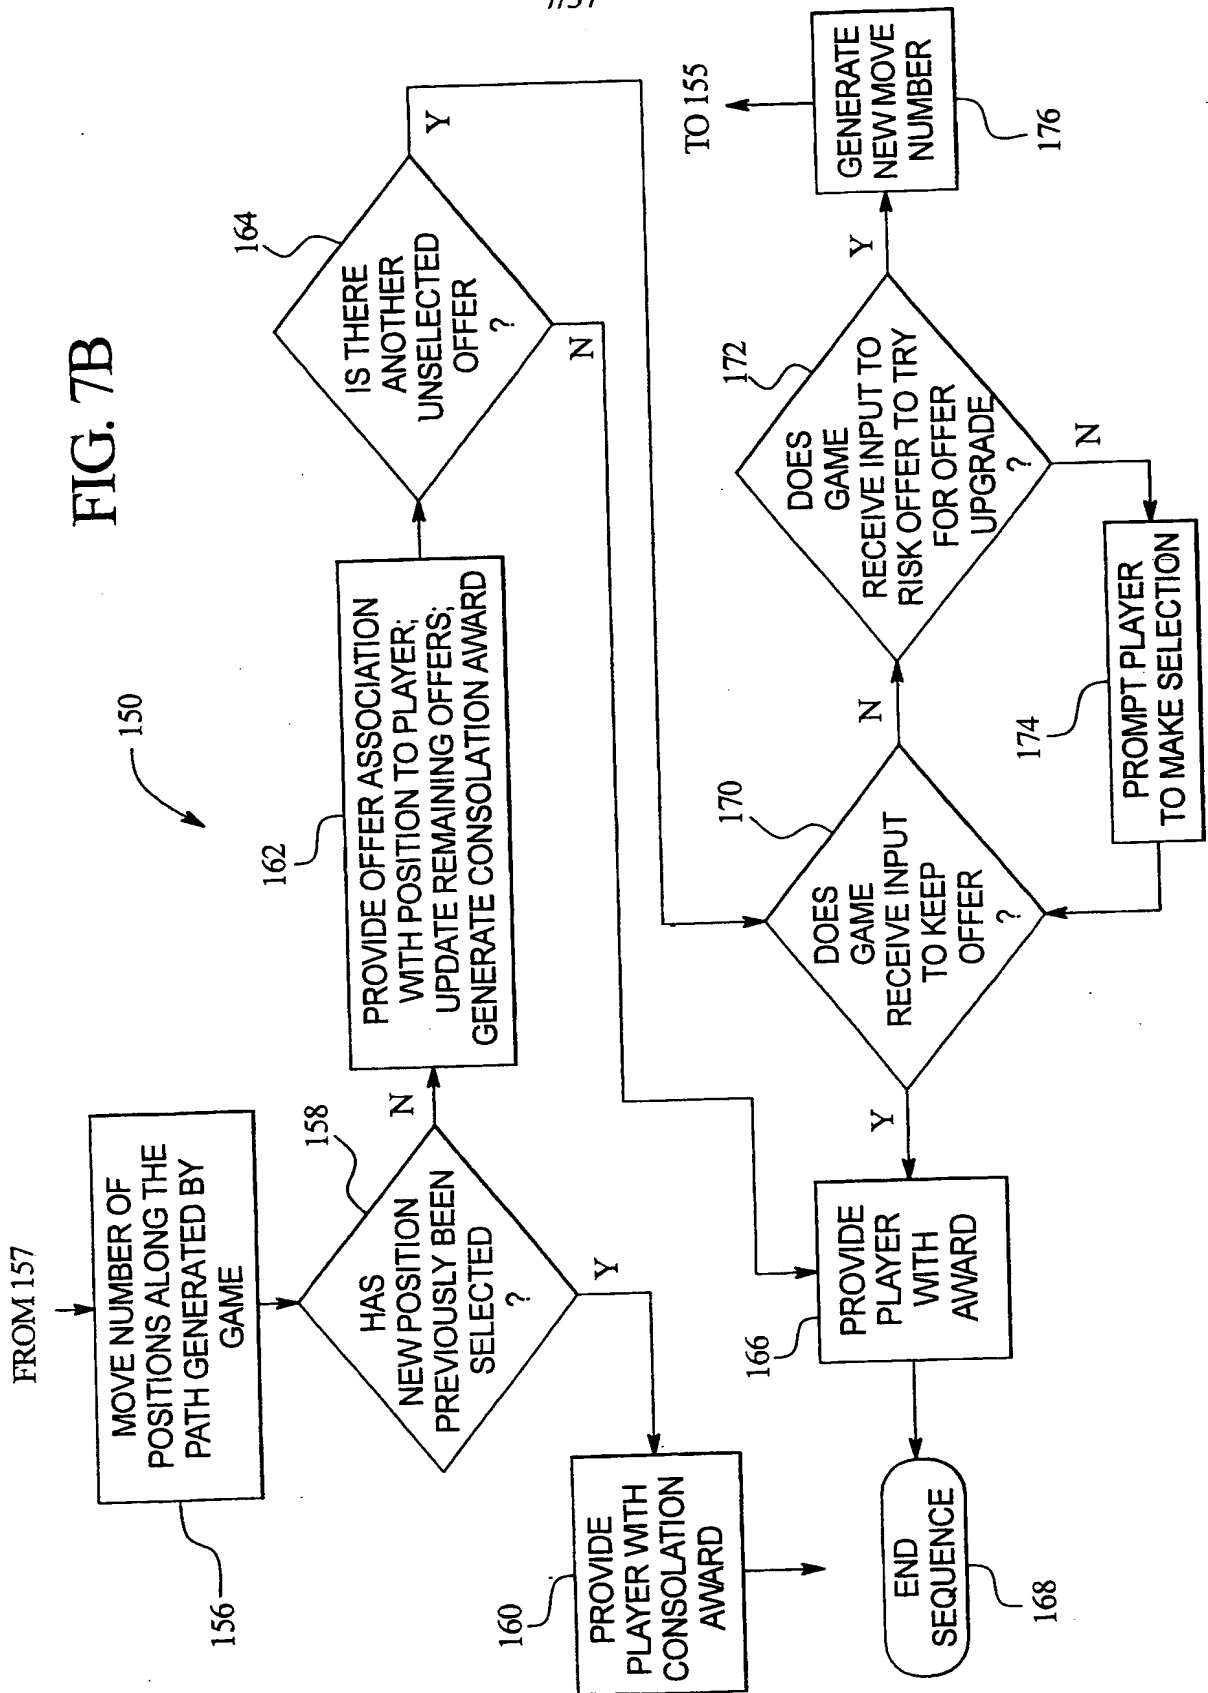 7/37
FIG. 7B
150
FROM 157
MOVE NUMBER OF
POSITIONS ALONG THE
PATH GENERATED BY
GAME
156
HAS
NEW POSITION
PREVIOUSLY BEEN
SELECTED
?
158
N
Y
PROVIDE
PLAYER WITH
CONSOLATION
AWARD
160
PROVIDE OFFER ASSOCIATION
WITH POSITION TO PLAYER;
UPDATE REMAINING OFFERS;
GENERATE CONSOLATION AWARD
162
IS THERE
ANOTHER
UNSELECTED
OFFER
?
164
Y
N
PROVIDE
PLAYER
WITH
AWARD
166
END
SEQUENCE
168
DOES
GAME
RECEIVE INPUT
TO KEEP
OFFER
?
170
Y
N
DOES
GAME
RECEIVE INPUT TO
RISK OFFER TO TRY
FOR OFFER
UPGRADE
?
172
Y
N
PROMPT PLAYER
TO MAKE SELECTION
174
GENERATE
NEW MOVE
NUMBER
176
TO 155